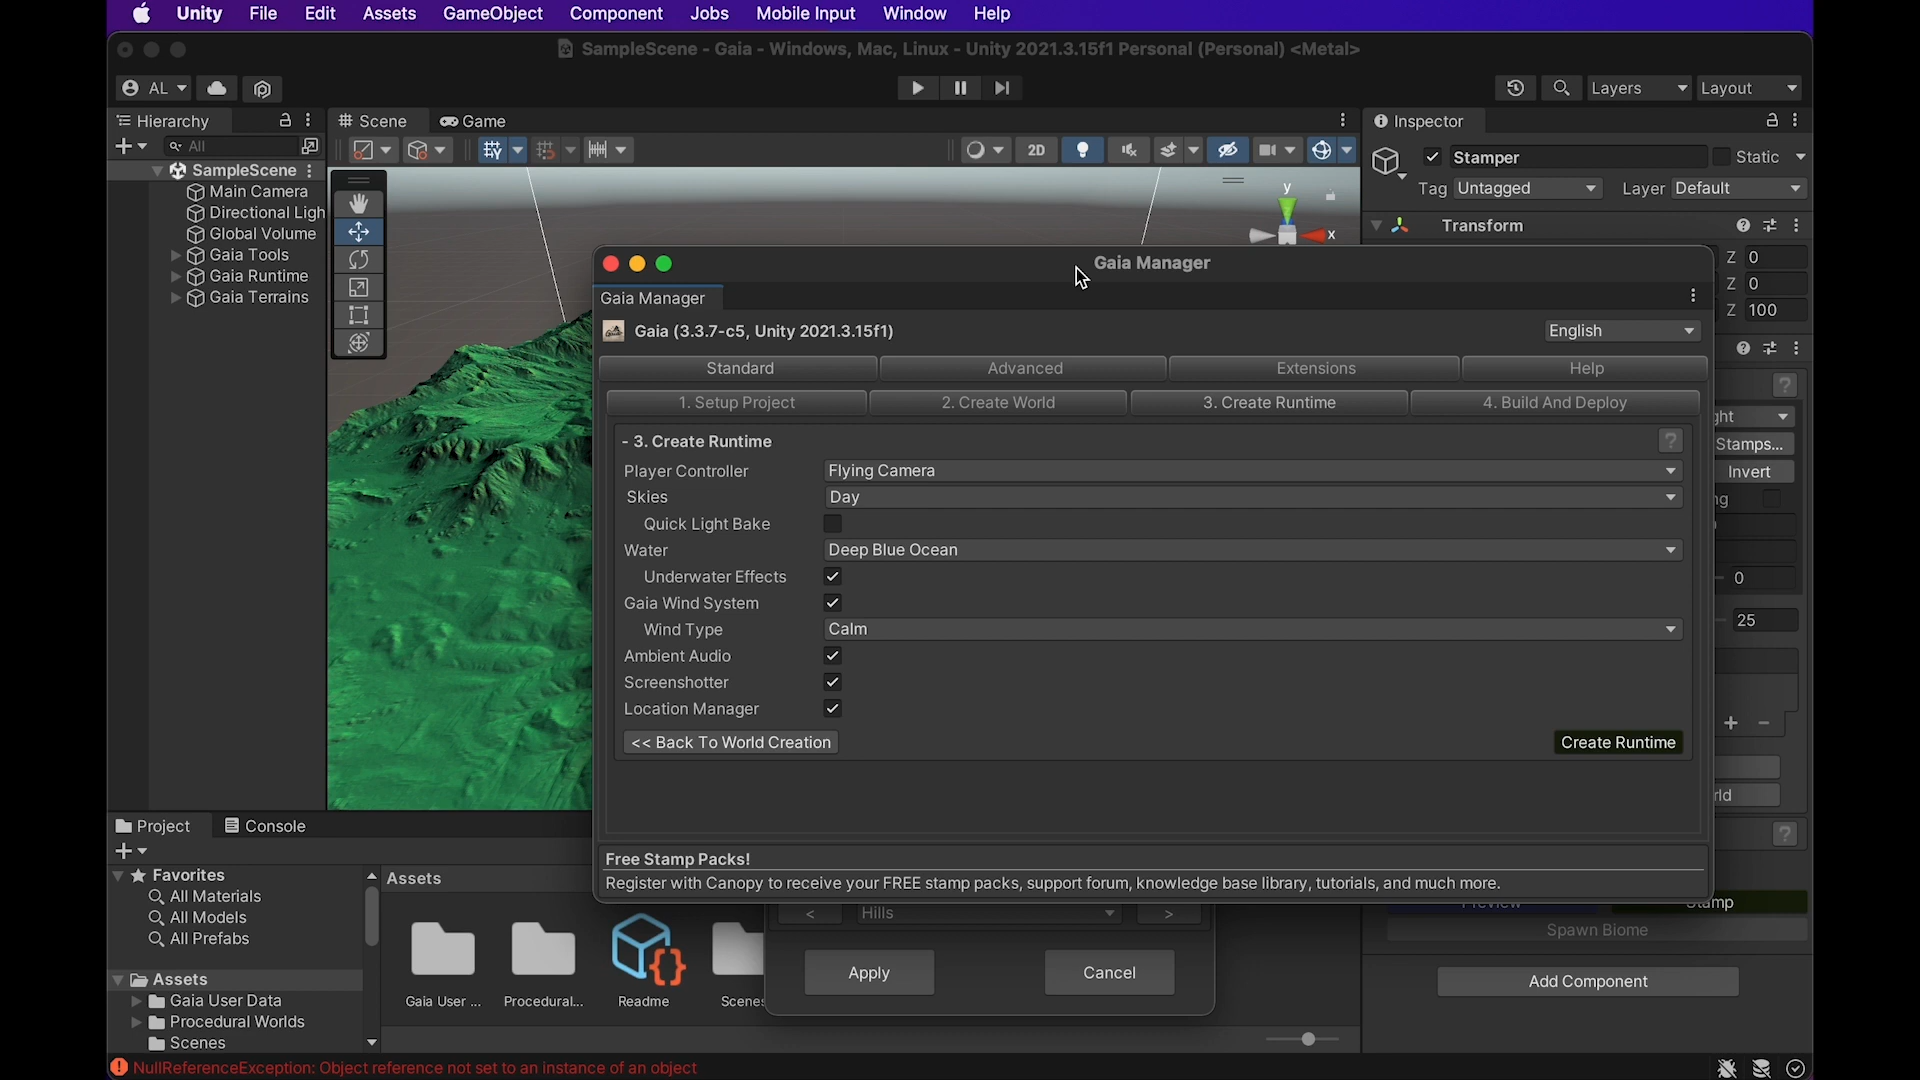 Unity File Edit Assets GameObject Component Jobs Mobile Input Window Help
SampleScene - Gaia - Windows, Mac, Linux - Unity 2021.3.15f1 Personal (Personal) <Metal>
AL Layers Layout
Hierarchy Scene Game Inspector
All 2D Stamper Static
SampleScene
Main Camera
Directional Ligh
Global Volume
Gaia Tools
Gaia Runtime
Gaia Terrains
y
x
Tag Untagged Layer Default
Transform
Z 0
Z 0
Z 100
Gaia Manager
Gaia Manager
Gaia (3.3.7-c5, Unity 2021.3.15f1) English
Standard Advanced Extensions Help
1. Setup Project 2. Create World 3. Create Runtime 4. Build And Deploy
- 3. Create Runtime ?
Player Controller Flying Camera
Skies Day
Quick Light Bake
Water Deep Blue Ocean
Underwater Effects
Gaia Wind System
Wind Type Calm
Ambient Audio
Screenshotter
Location Manager
<< Back To World Creation Create Runtime
Free Stamp Packs!
Register with Canopy to receive your FREE stamp packs, support forum, knowledge base library, tutorials, and much more.
?
ght
Stamps...
Invert
ng
0
25
+ -
rld
?
Preview Stamp
Spawn Biome
Add Component
Project Console
Favorites
All Materials
All Models
All Prefabs
Assets
Gaia User Data
Procedural Worlds
Scenes
Assets
Gaia User ... Procedural... Readme Scenes
< Hills >
Apply Cancel
NullReferenceException: Object reference not set to an instance of an object